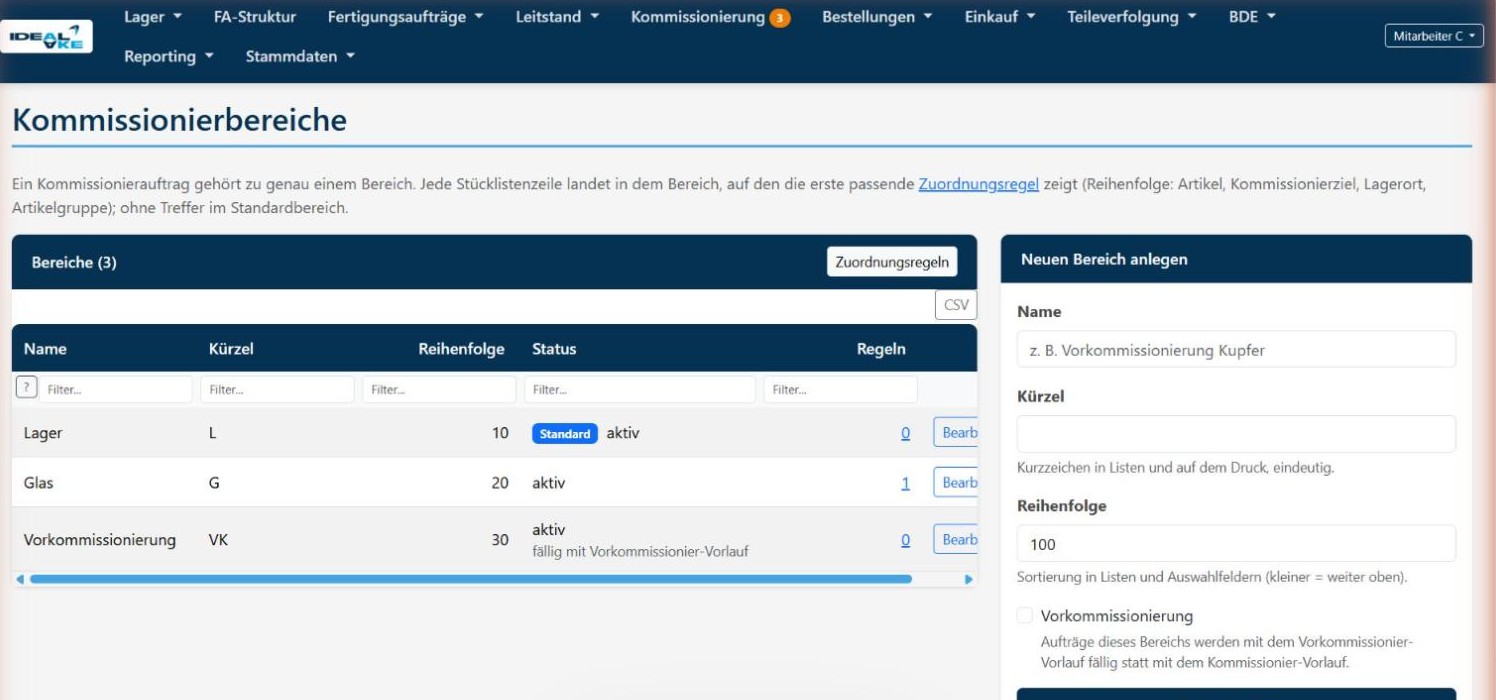 Lager FA-Struktur Fertigungsaufträge Leitstand Kommissionierung 3 Bestellungen Einkauf Teileverfolgung BDE
IDEAL AKE
Mitarbeiter C
Reporting Stammdaten
Kommissionierbereiche
Ein Kommissionierauftrag gehört zu genau einem Bereich. Jede Stücklistenzeile landet in dem Bereich, auf den die erste passende Zuordnungsregel zeigt (Reihenfolge: Artikel, Kommissionierziel, Lagerort,
Artikelgruppe); ohne Treffer im Standardbereich.
Bereiche (3) Zuordnungsregeln
CSV
Name Kürzel Reihenfolge Status Regeln
? Filter... Filter... Filter... Filter... Filter...
Lager L 10 Standard aktiv 0 Bearb
Glas G 20 aktiv 1 Bearb
Vorkommissionierung VK 30 aktiv 0 Bearb
fällig mit Vorkommissionier-Vorlauf
Neuen Bereich anlegen
Name
z. B. Vorkommissionierung Kupfer
Kürzel
Kurzzeichen in Listen und auf dem Druck, eindeutig.
Reihenfolge
100
Sortierung in Listen und Auswahlfeldern (kleiner = weiter oben).
Vorkommissionierung
Aufträge dieses Bereichs werden mit dem Vorkommissionier-
Vorlauf fällig statt mit dem Kommissionier-Vorlauf.